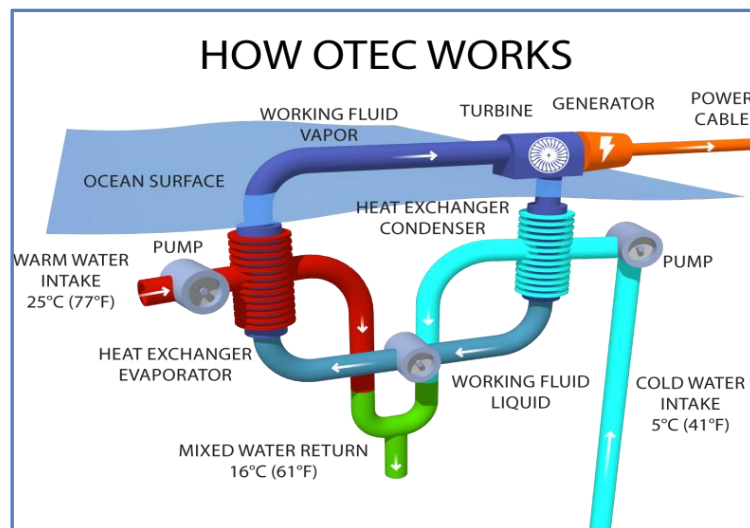 HOW OTEC WORKS
WORKING FLUID
VAPOR
TURBINE
GENERATOR
POWER
CABLE
OCEAN SURFACE
HEAT EXCHANGER
CONDENSER
WARM WATER
INTAKE
25°C (77°F)
PUMP
PUMP
HEAT EXCHANGER
EVAPORATOR
WORKING FLUID
LIQUID
COLD WATER
INTAKE
5°C (41°F)
MIXED WATER RETURN
16°C (61°F)